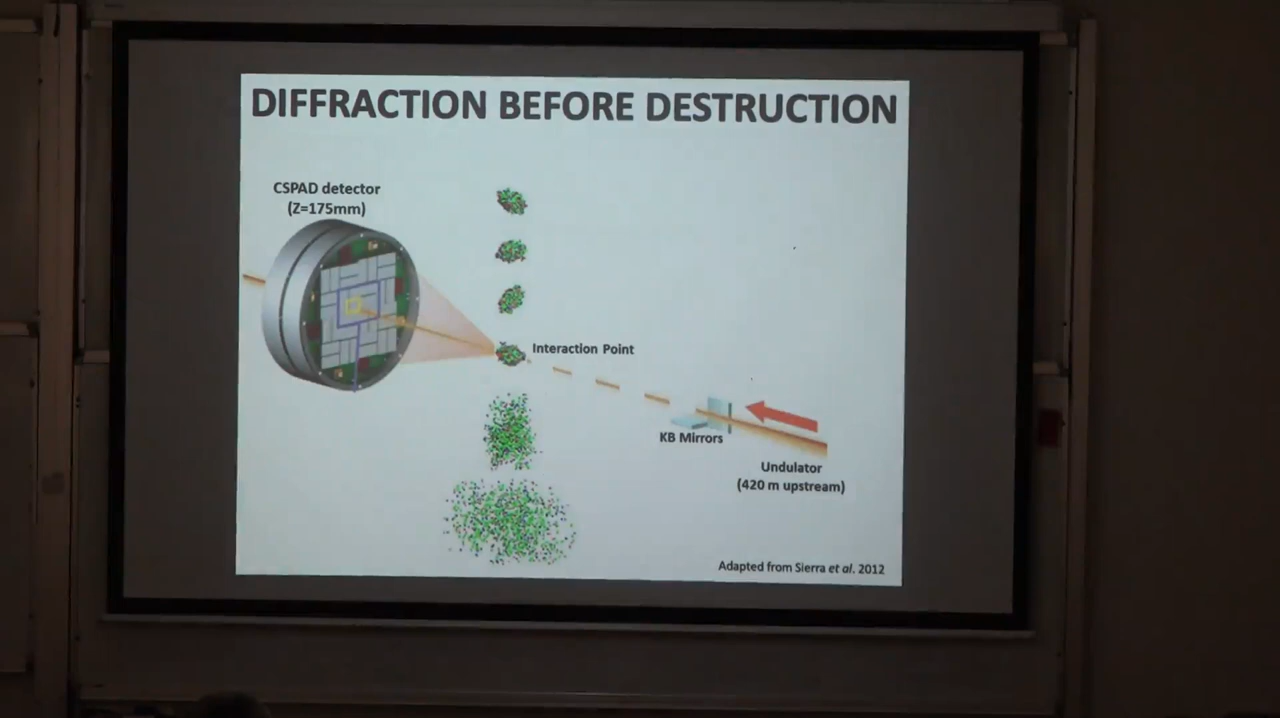 DIFFRACTION BEFORE DESTRUCTION
CSPAD detector
(Z=175mm)
Interaction Point
KB Mirrors
Undulator
(420 m upstream)
Adapted from Sierra et al. 2012